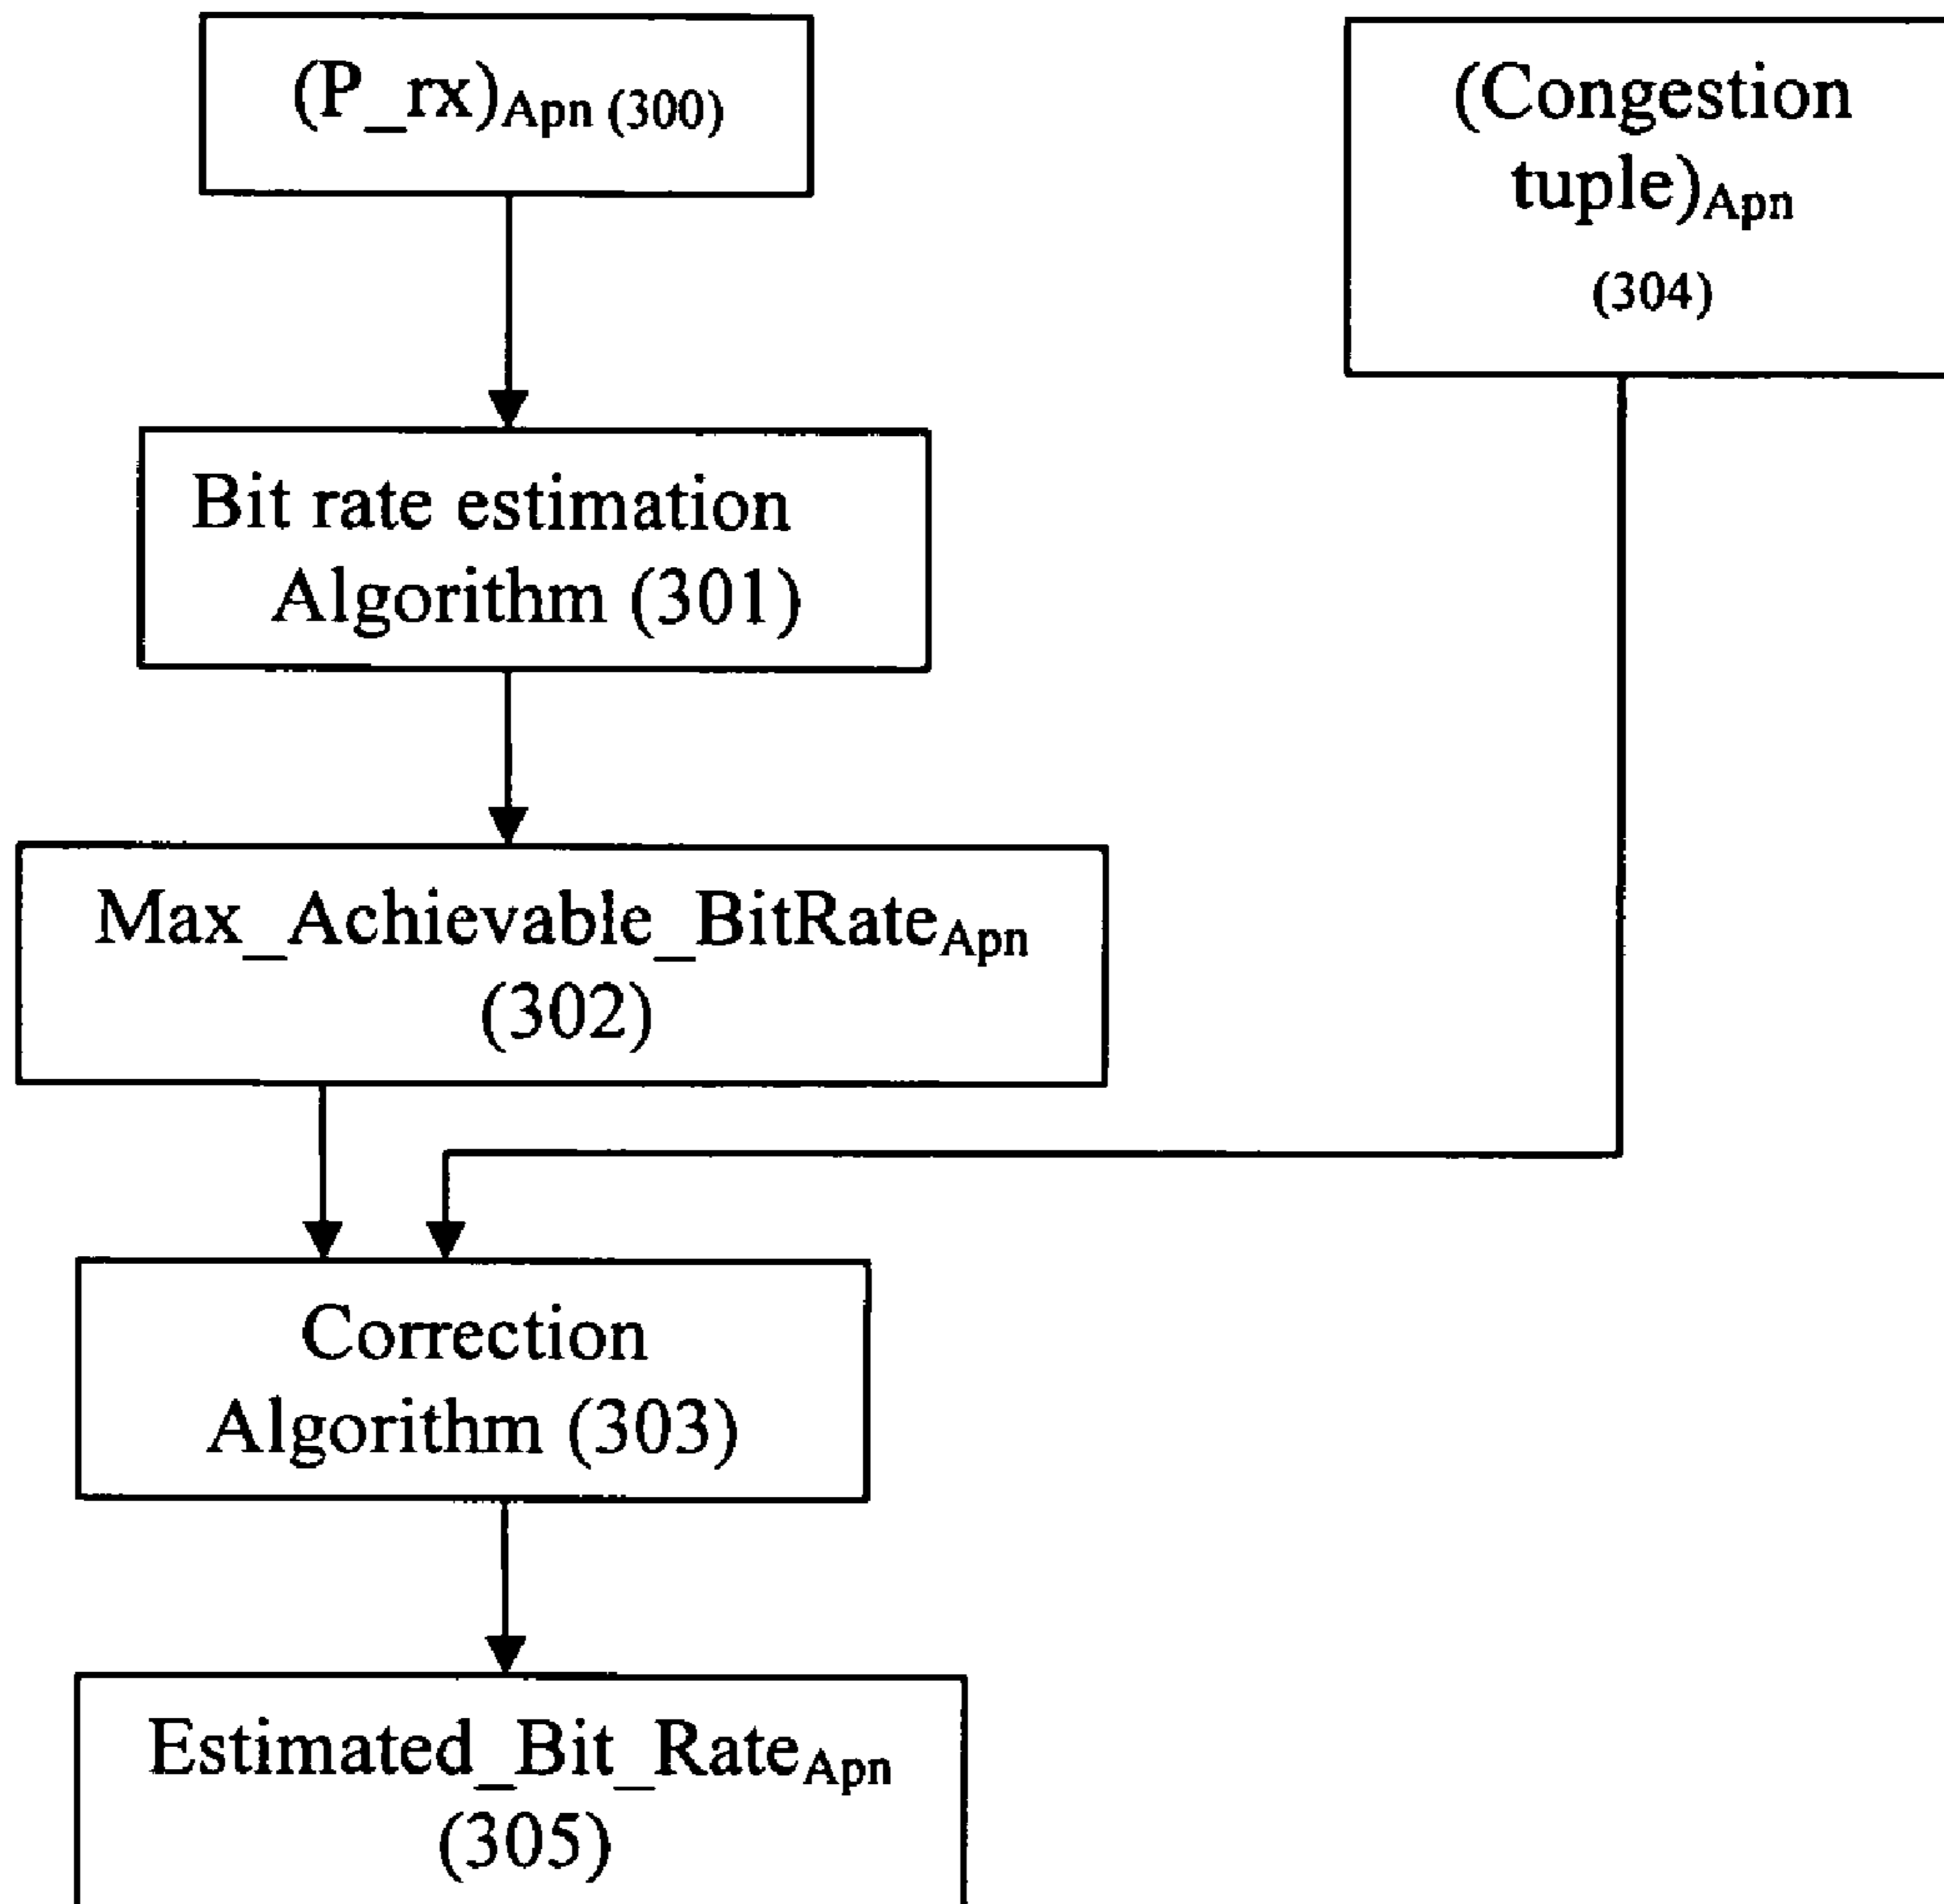 (P_rx)Apn (300)
(Congestion
tuple)Apn
(304)
Bit rate estimation
Algorithm (301)
Max_Achievable_BitRateApn
(302)
Correction
Algorithm (303)
Estimated_Bit_RateApn
(305)